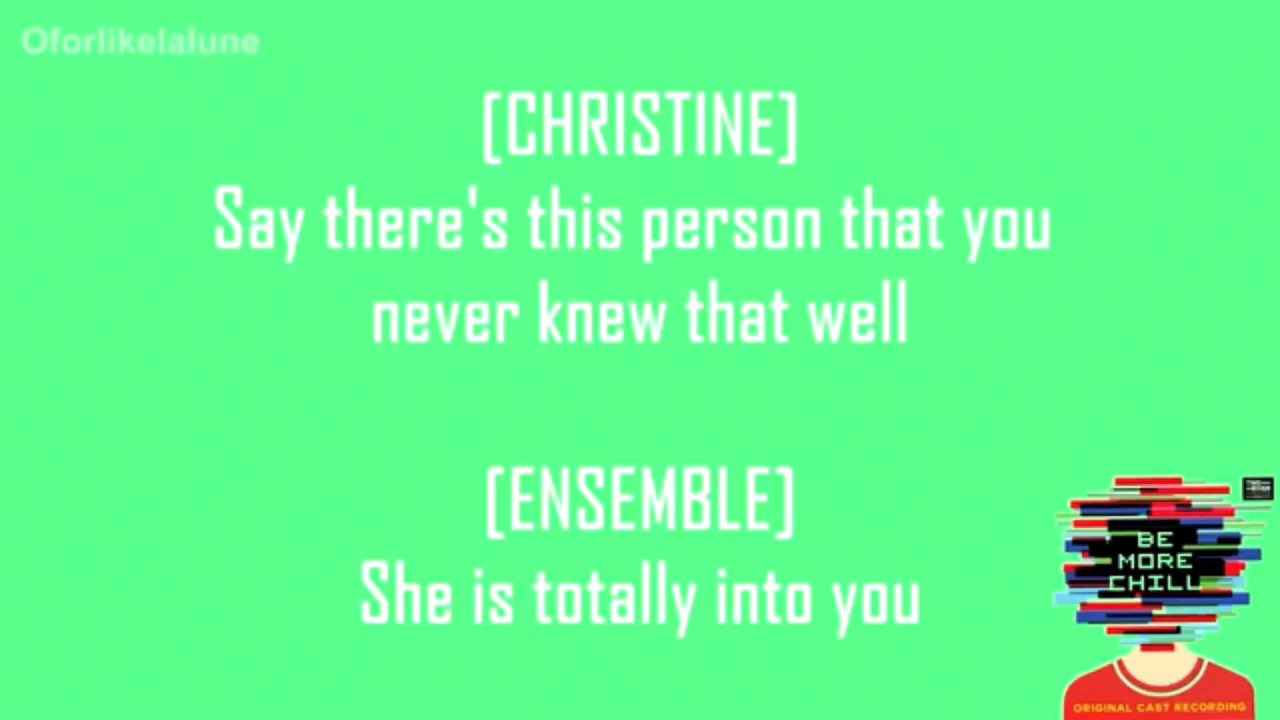 Oforlikelalune
[CHRISTINE]
Say there's this person that you
never knew that well
[ENSEMBLE]
She is totally into you
BE
MORE
CHILL
ORIGINAL CAST RECORDING